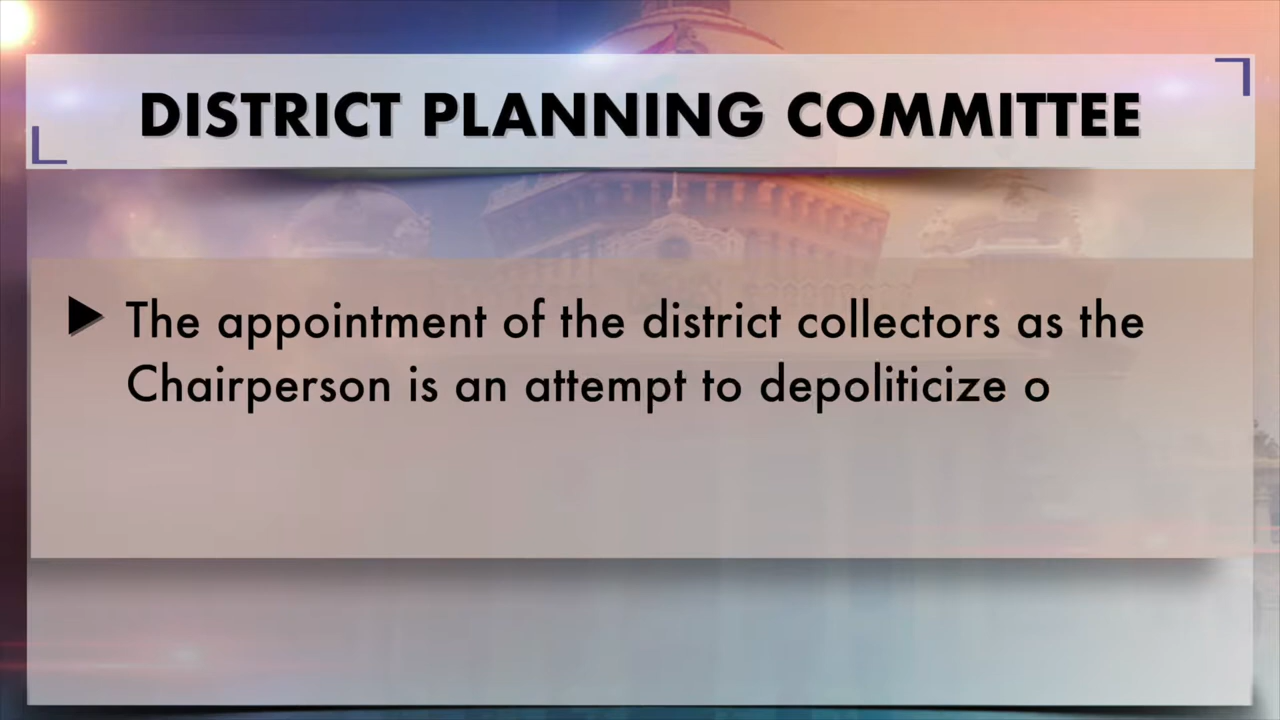 DISTRICT PLANNING COMMITTEE
▶ The appointment of the district collectors as the
Chairperson is an attempt to depoliticize o